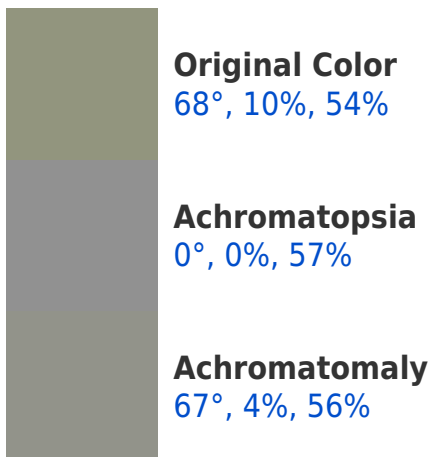 Original Color
68°, 10%, 54%
Achromatopsia
0°, 0%, 57%
Achromatomaly
67°, 4%, 56%